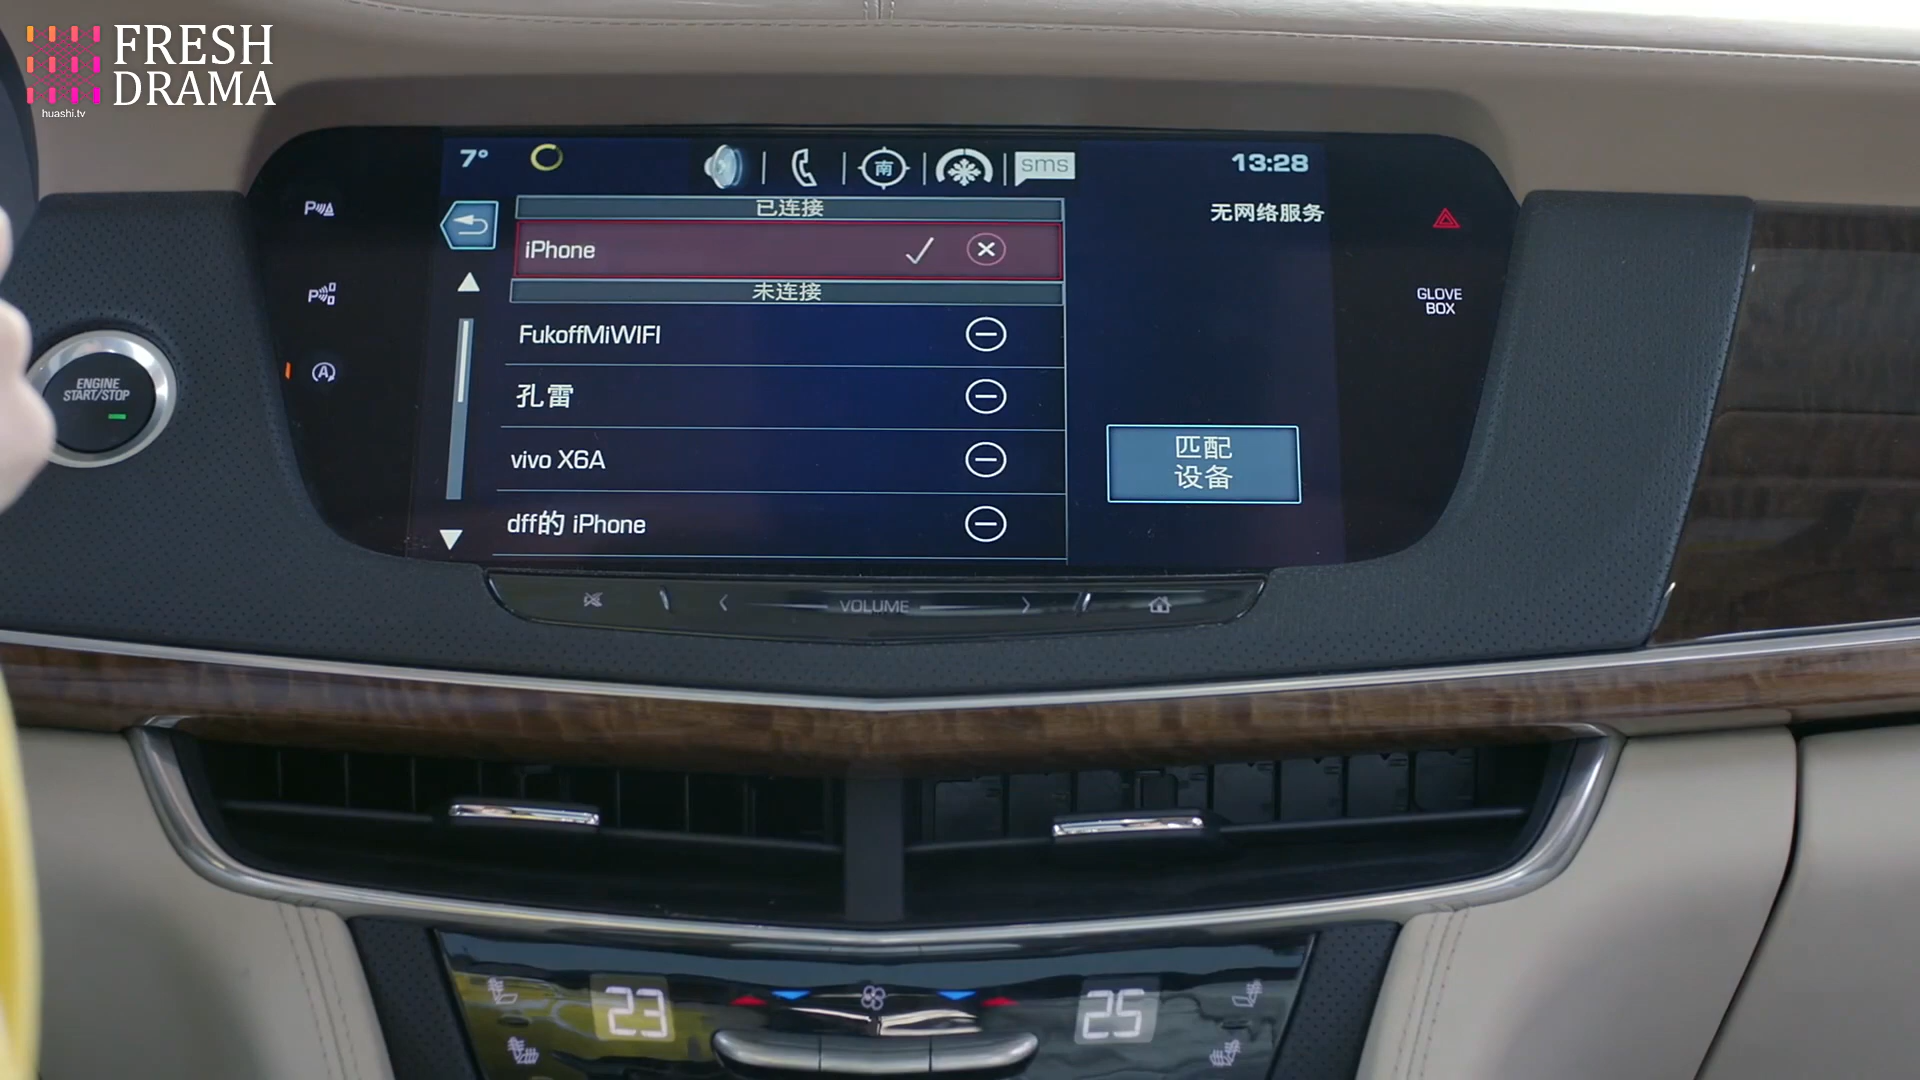 FRESH
DRAMA
huashi.tv
7°
南
sms
13:28
已连接
无网络服务
iPhone
未连接
GLOVE
BOX
FukoffMiWIFI
ENGINE
START/STOP
孔雷
vivo X6A
匹配
设备
dff的 iPhone
VOLUME
23
25